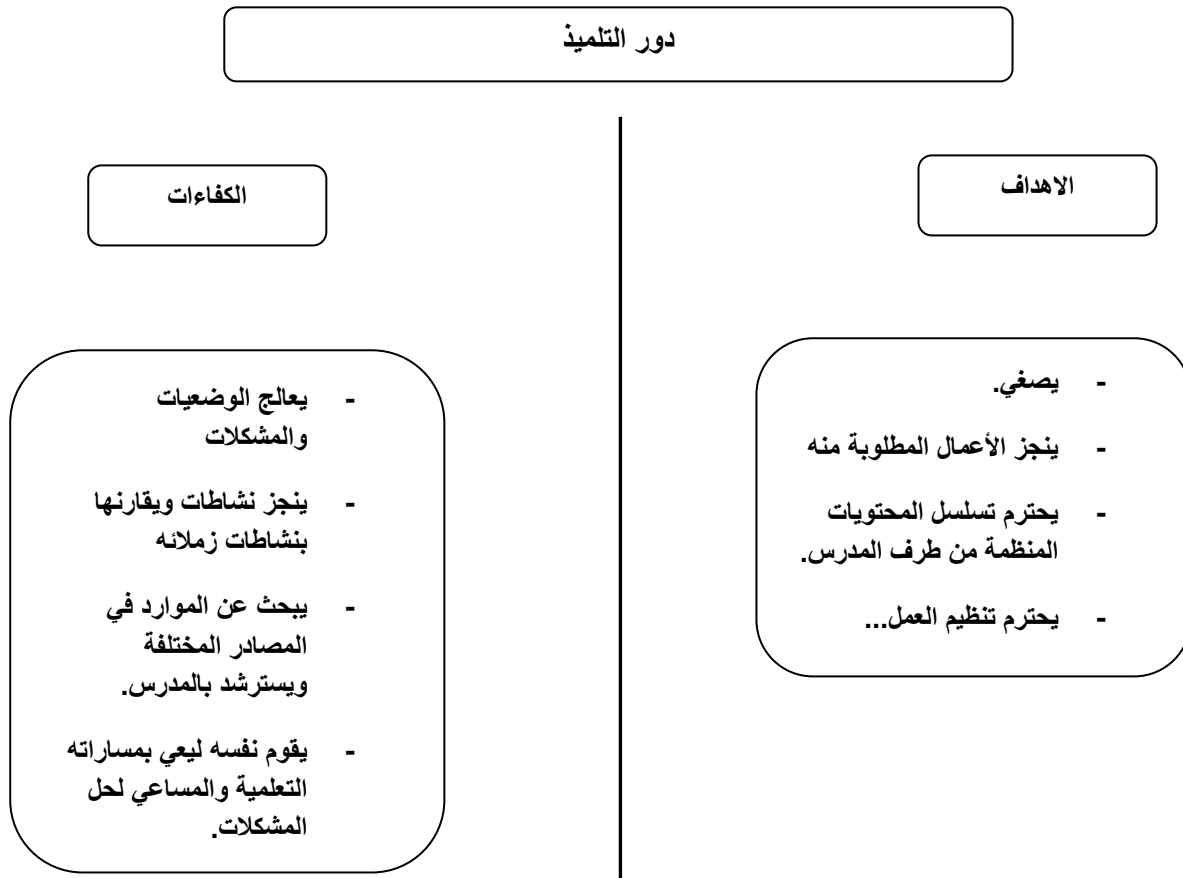 دور التلميذ
الاهداف
- يصغي.
- ينجز الأعمال المطلوبة منه
- يحترم تسلسل المحتويات
المنظمة من طرف المدرس.
- يحترم تنظيم العمل...
الكفاءات
- يعالج الوضعيات
والمشكلات
- ينجز نشاطات ويقارنها
بنشاطات زملائه
- يبحث عن الموارد في
المصادر المختلفة
ويسترشد بالمدرس.
- يقوم نفسه ليعي بمساراته
التعلمية والمساعي لحل
المشكلات.